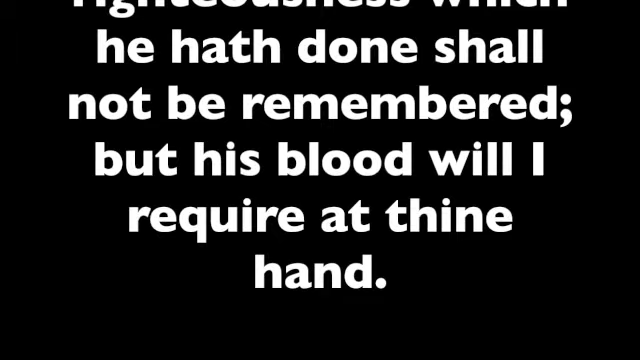 righteousness which
he hath done shall
not be remembered;
but his blood will I
require at thine
hand.